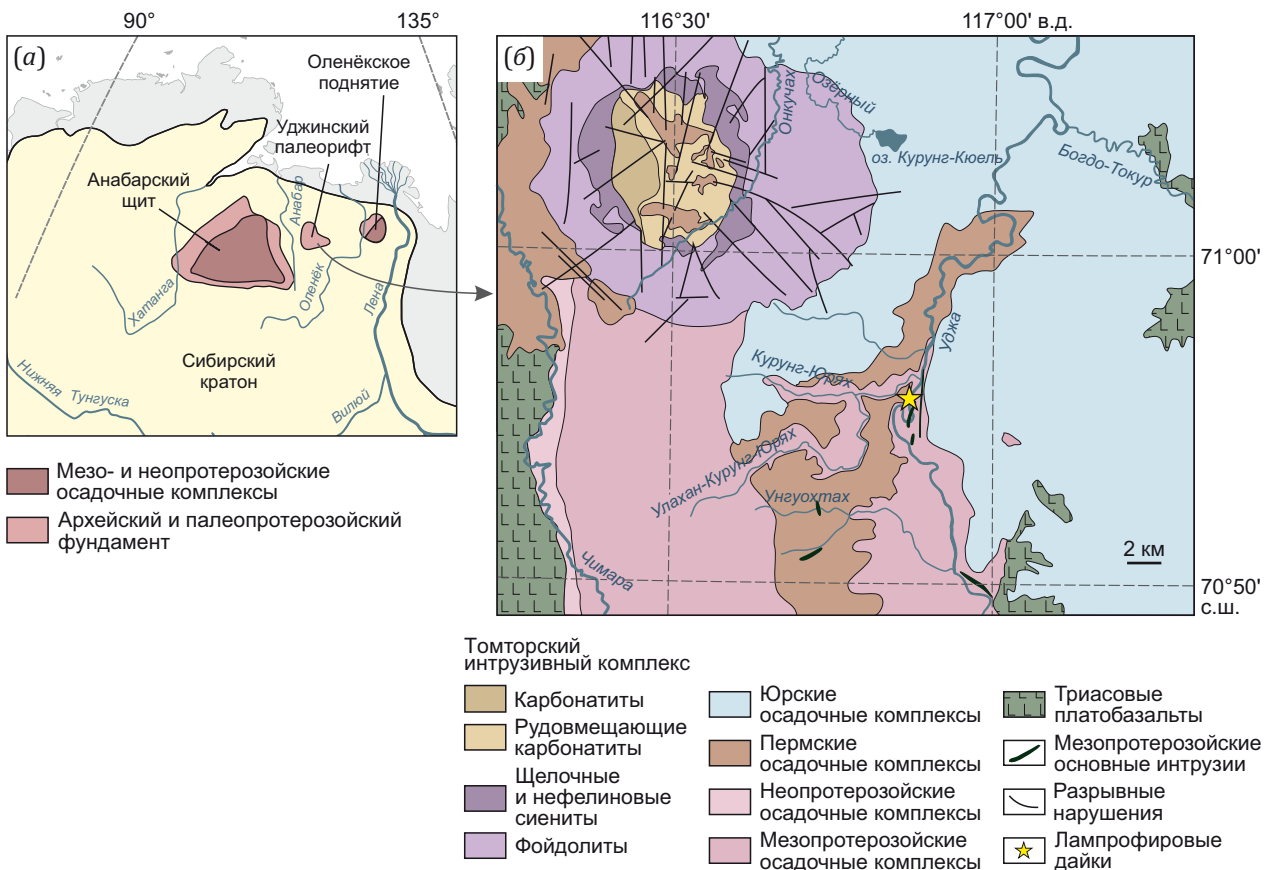 90°
135°
116°30'
117°00' в.д.
(а)
Оленёкское
поднятие
Уджинский
палеорифт
Анабарский
щит
Анабар
Хатанга
Оленёк
Лена
Сибирский
кратон
Нижняя Тунгуска
Вилюй
Мезо- и неопротерозойские
осадочные комплексы
Архейский и палеопротерозойский
фундамент
(б)
Онкучах
Озёрный
оз. Курунг-Кюель
Богдо-Токур
71°00'
Уджа
Курунг-Юрях
Улахан-Курунг-Юрях
Унгуохтах
Чимара
2 км
70°50'
с.ш.
Томторский
интрузивный комплекс
Карбонатиты
Рудовмещающие
карбонатиты
Щелочные
и нефелиновые
сиениты
Фойдолиты
Юрские
осадочные комплексы
Пермские
осадочные комплексы
Неопротерозойские
осадочные комплексы
Мезопротерозойские
осадочные комплексы
Триасовые
платобазальты
Мезопротерозойские
основные интрузии
Разрывные
нарушения
Лампрофировые
дайки